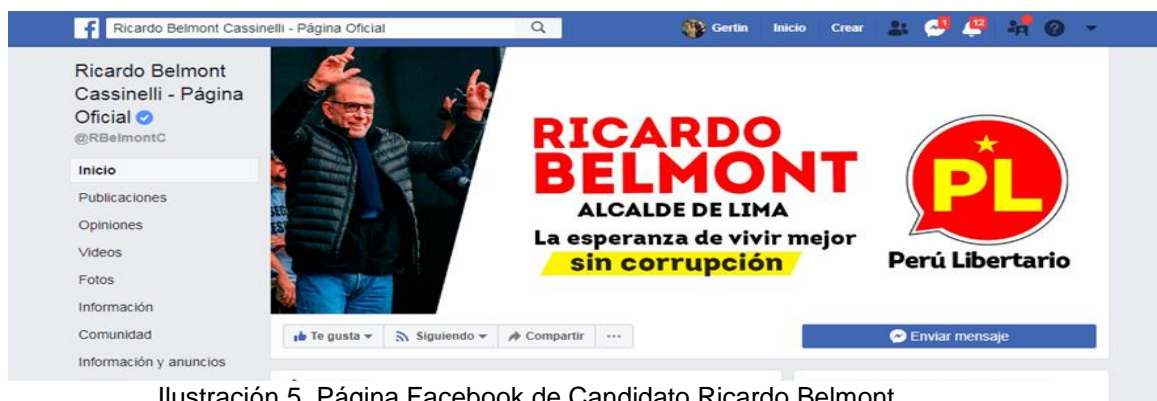 Ricardo Belmont Cassinelli - Página Oficial
Gertin Inicio Crear
1
12
Ricardo Belmont
Cassinelli - Página
Oficial
@RBelmontC
Inicio
Publicaciones
Opiniones
Videos
Fotos
Información
Comunidad
Información y anuncios
RICARDO
BELMONT
ALCALDE DE LIMA
La esperanza de vivir mejor
sin corrupción
PL
Perú Libertario
Te gusta Siguiendo Compartir ...
Enviar mensaje
Ilustración 5. Página Facebook de Candidato Ricardo Belmont